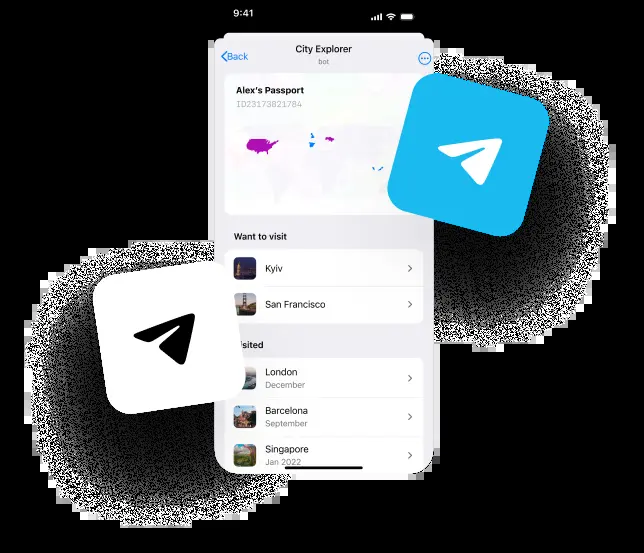 9:41
Back
City Explorer
bot
Alex's Passport
ID23173821784
Want to visit
Kyiv
San Francisco
London
December
Barcelona
September
Singapore
Jan 2022